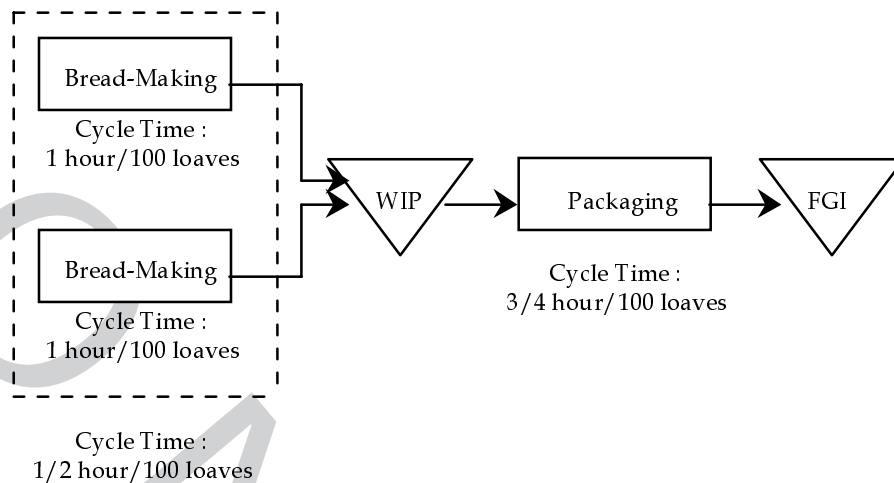 Bread-Making
Cycle Time :
1 hour/100 loaves
Bread-Making
Cycle Time :
1 hour/100 loaves
Cycle Time :
1/2 hour/100 loaves
WIP
Packaging
Cycle Time :
3/4 hour/100 loaves
FGI